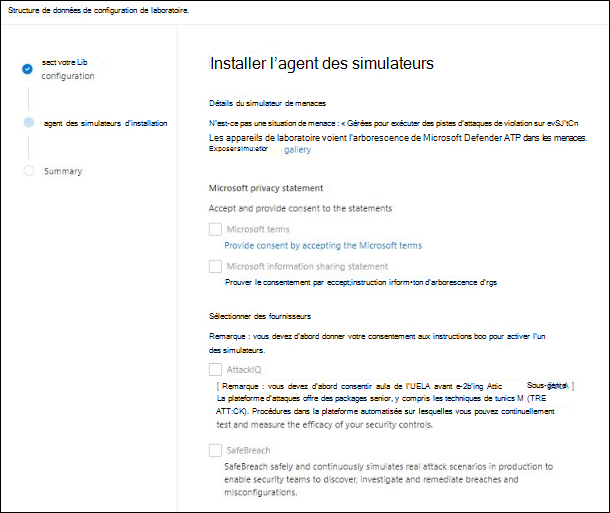 Structure de données de configuration de laboratoire.
sect votre Lib
configuration
agent des simulateurs d'installation
Summary
Installer l'agent des simulateurs
Détails du simulateur de menaces
N'est-ce pas une situation de menace : « Gérées pour exécuter des pistes d'attaques de violation sur evSJ'tCn
Les appareils de laboratoire voient l'arborescence de Microsoft Defender ATP dans les menaces.
gallery
Microsoft privacy statement
Accept and provide consent to the statements
Microsoft terms
Provide consent by accepting the Microsoft terms
Microsoft information sharing statement
Prouver le consentement par accept;instruction inform•ton d'arborescence d'rgs
Sélectionner des fournisseurs
Remarque : vous devez d'abord donner votre consentement aux instructions boo pour activer l'un
des simulateurs.
AttackIQ
[ Remarque : vous devez d'abord consentir aula de l'UELA avant e-2b'ing Attic ]
La plateforme d'attaques offre des packages senior, y compris les techniques de tunics M (TRE
ATT:CK). Procédures dans la plateforme automatisée sur lesquelles vous pouvez continuellement
test and measure the efficacy of your security controls.
SafeBreach
SafeBreach safely and continuously simulates real attack scenarios in production to
enable security teams to discover, investigate and remediate breaches and
misconfigurations.